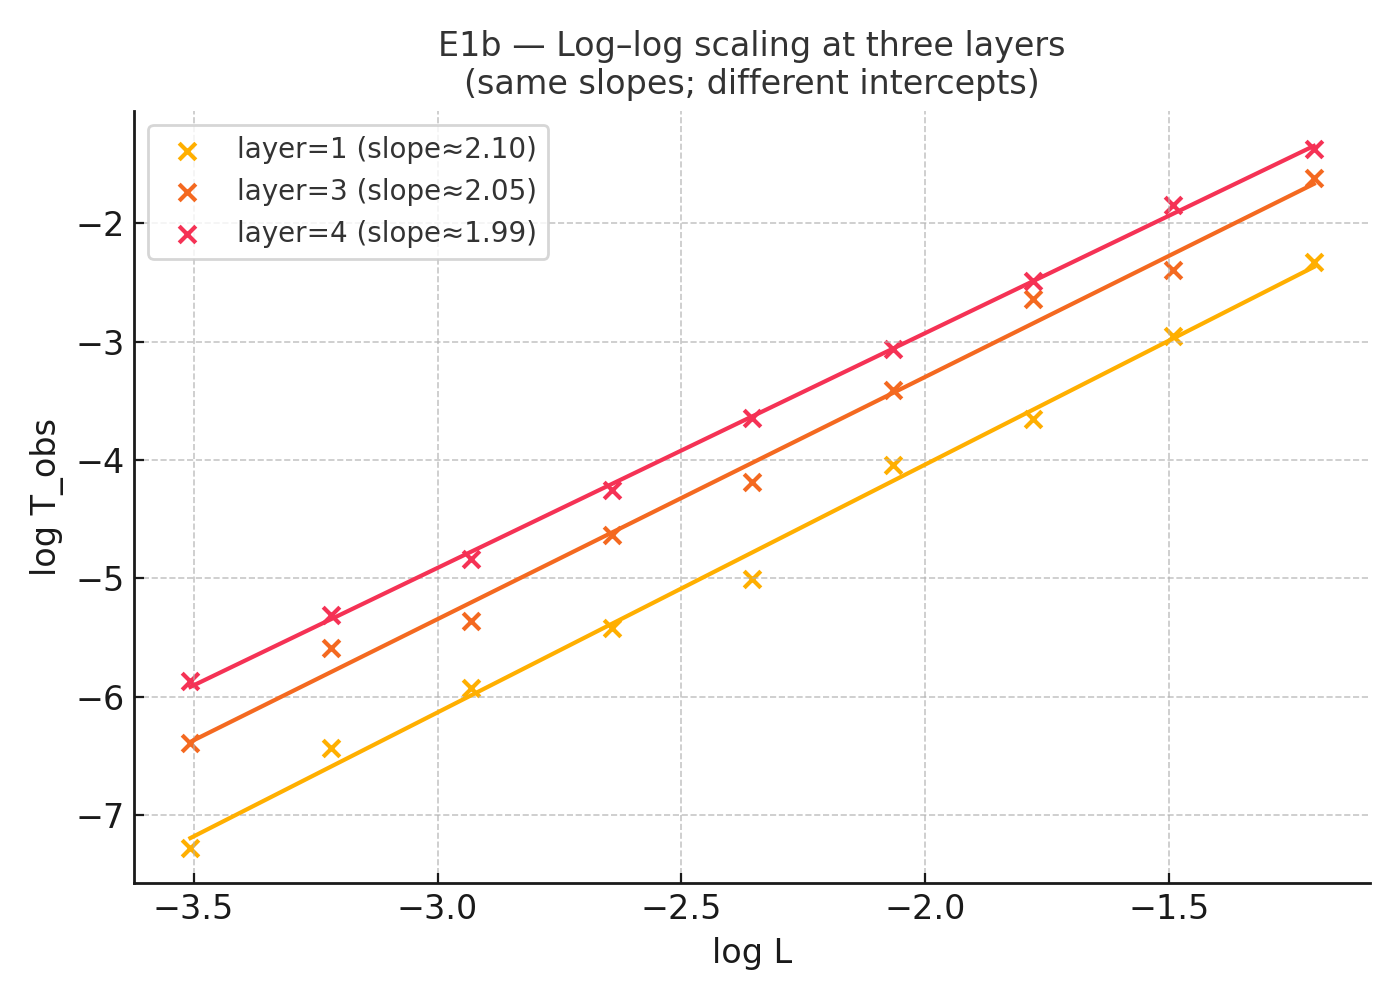 E1b — Log–log scaling at three layers
(same slopes; different intercepts)
layer=1 (slope≈2.10)
layer=3 (slope≈2.05)
layer=4 (slope≈1.99)
−2
−3
−4
−5
−6
−7
log T_obs
−3.5
−3.0
−2.5
−2.0
−1.5
log L